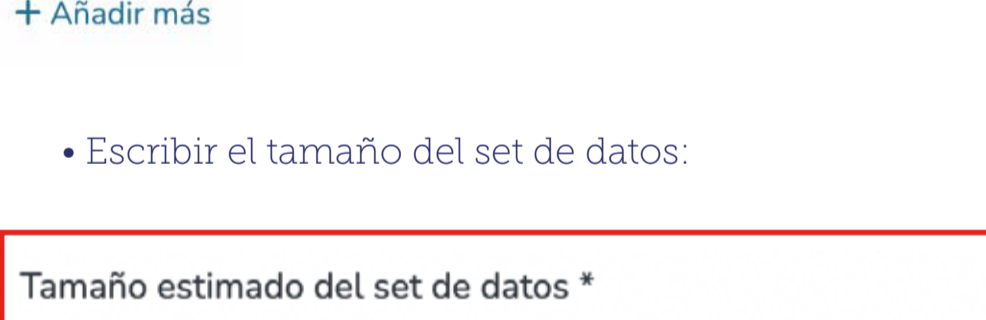 + Añadir más
• Escribir el tamaño del set de datos:
Tamaño estimado del set de datos *